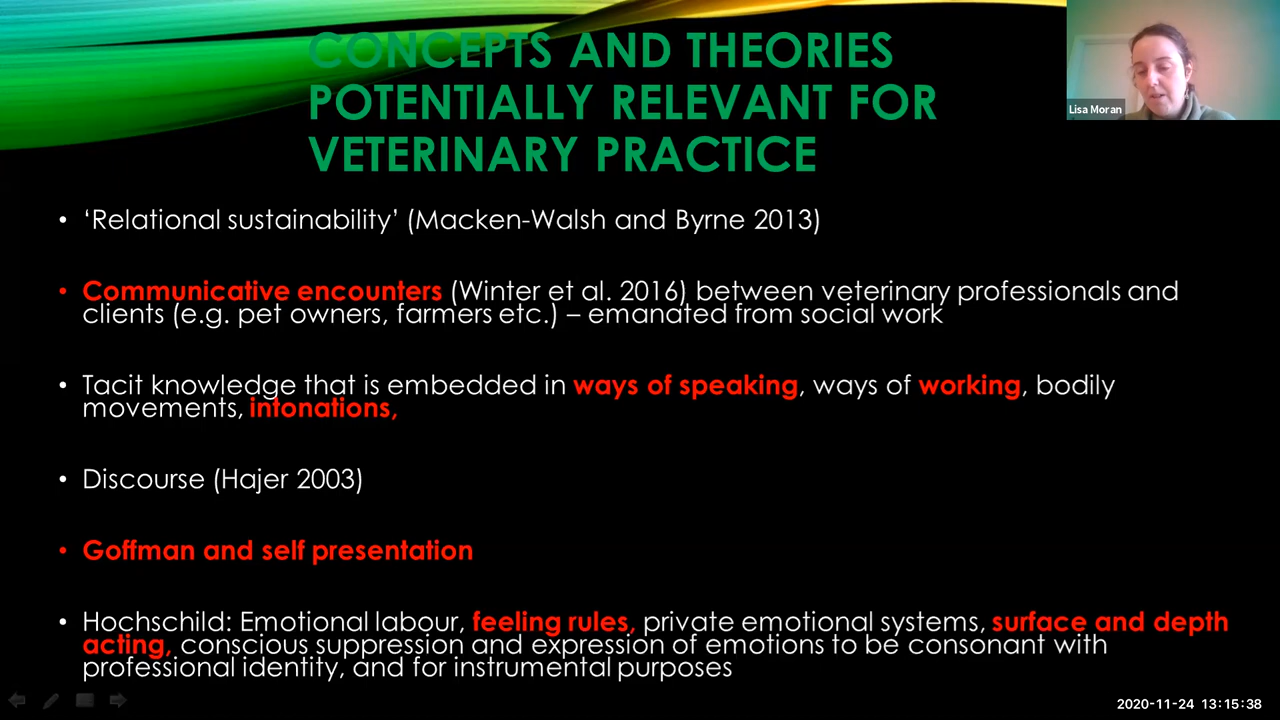 CONCEPTS AND THEORIES
POTENTIALLY RELEVANT FOR
VETERINARY PRACTICE
Lisa Moran
• ‘Relational sustainability’ (Macken-Walsh and Byrne 2013)
• Communicative encounters (Winter et al. 2016) between veterinary professionals and
clients (e.g. pet owners, farmers etc.) – emanated from social work
• Tacit knowledge that is embedded in ways of speaking, ways of working, bodily
movements, intonations,
• Discourse (Hajer 2003)
• Goffman and self presentation
• Hochschild: Emotional labour, feeling rules, private emotional systems, surface and depth
acting, conscious suppression and expression of emotions to be consonant with
professional identity, and for instrumental purposes
2020-11-24 13:15:38